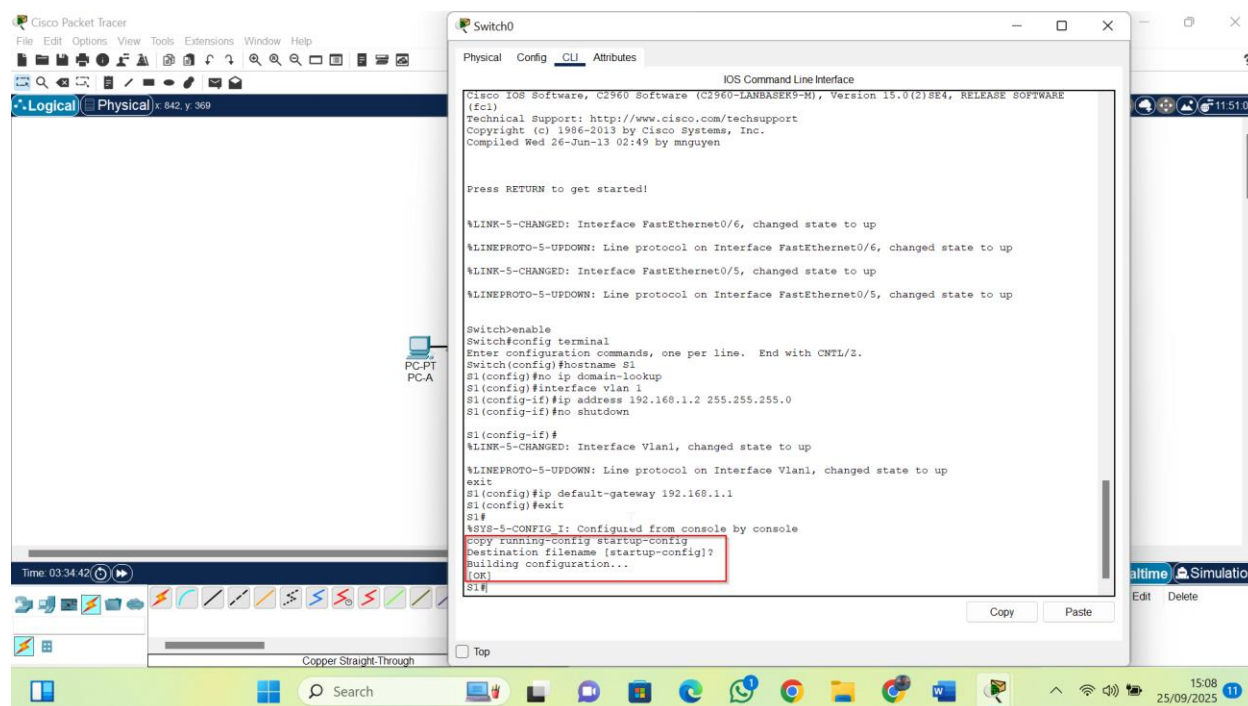 Cisco Packet Tracer
File Edit Options View Tools Extensions Window Help
Logical Physical x: 842, y: 369
11:51:0
PC-PT
PC-A
Switch0
Physical Config CLI Attributes
IOS Command Line Interface
Cisco IOS Software, C2960 Software (C2960-LANBASEK9-M), Version 15.0(2)SE4, RELEASE SOFTWARE
(fc1)
Technical Support: http://www.cisco.com/techsupport
Copyright (c) 1986-2013 by Cisco Systems, Inc.
Compiled Wed 26-Jun-13 02:49 by mnguyen
Press RETURN to get started!
%LINK-5-CHANGED: Interface FastEthernet0/6, changed state to up
%LINEPROTO-5-UPDOWN: Line protocol on Interface FastEthernet0/6, changed state to up
%LINK-5-CHANGED: Interface FastEthernet0/5, changed state to up
%LINEPROTO-5-UPDOWN: Line protocol on Interface FastEthernet0/5, changed state to up
Switch>enable
Switch#config terminal
Enter configuration commands, one per line. End with CNTL/Z.
Switch(config)#hostname S1
S1(config)#no ip domain-lookup
S1(config)#interface vlan 1
S1(config-if)#ip address 192.168.1.2 255.255.255.0
S1(config-if)#no shutdown
S1(config-if)#
%LINK-5-CHANGED: Interface Vlan1, changed state to up
%LINEPROTO-5-UPDOWN: Line protocol on Interface Vlan1, changed state to up
exit
S1(config)#ip default-gateway 192.168.1.1
S1(config)#exit
S1#
%SYS-5-CONFIG_I: Configured from console by console
copy running-config startup-config
Destination filename [startup-config]?
Building configuration...
[OK]
S1#
Copy Paste
Top
Time: 03:34:42
altime Simulatio
Edit Delete
Copper Straight-Through
Search
15:08
25/09/2025
11